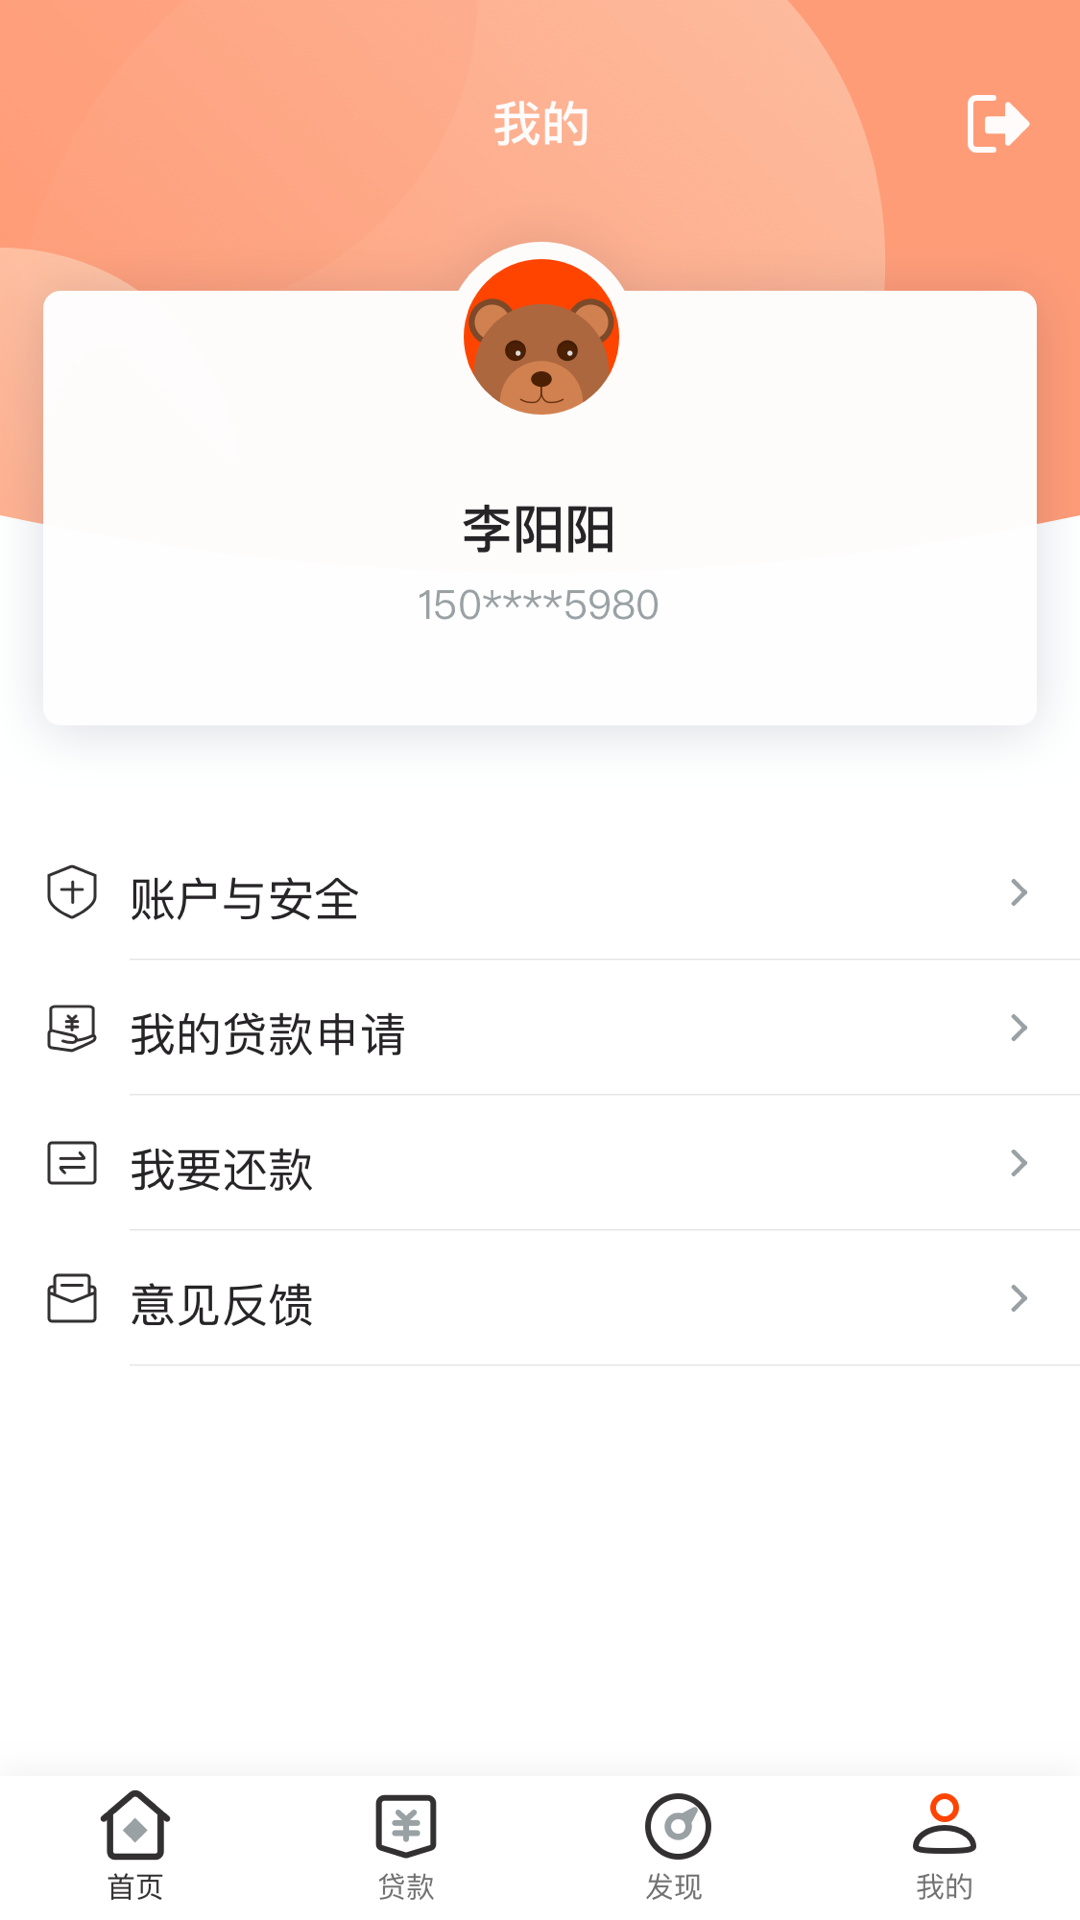 我的
李阳阳
150****5980
账户与安全
我的贷款申请
我要还款
意见反馈
首页 贷款 发现 我的